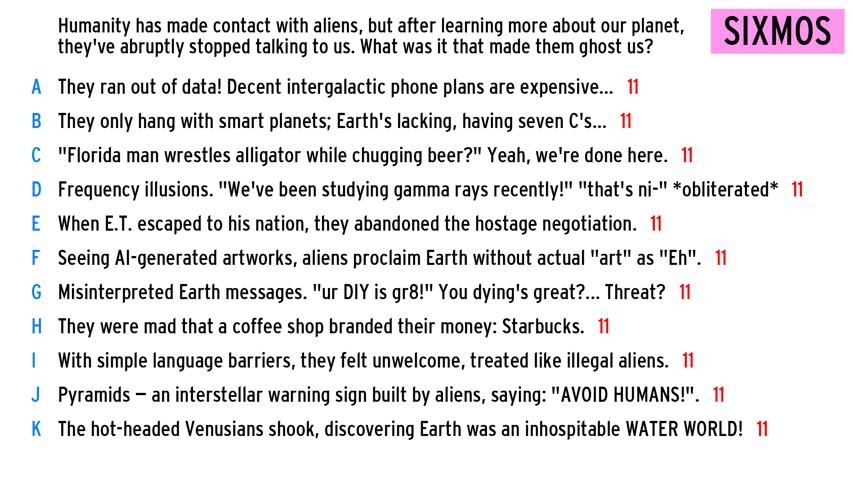 Humanity has made contact with aliens, but after learning more about our planet,
they've abruptly stopped talking to us. What was it that made them ghost us?
SIXMOS
A They ran out of data! Decent intergalactic phone plans are expensive... 11
B They only hang with smart planets; Earth's lacking, having seven C's... 11
C "Florida man wrestles alligator while chugging beer?" Yeah, we're done here. 11
D Frequency illusions. "We've been studying gamma rays recently!" "that's ni-" *obliterated* 11
E When E.T. escaped to his nation, they abandoned the hostage negotiation. 11
F Seeing AI-generated artworks, aliens proclaim Earth without actual "art" as "Eh". 11
G Misinterpreted Earth messages. "ur DIY is gr8!" You dying's great?... Threat? 11
H They were mad that a coffee shop branded their money: Starbucks. 11
I With simple language barriers, they felt unwelcome, treated like illegal aliens. 11
J Pyramids – an interstellar warning sign built by aliens, saying: "AVOID HUMANS!". 11
K The hot-headed Venusians shook, discovering Earth was an inhospitable WATER WORLD! 11